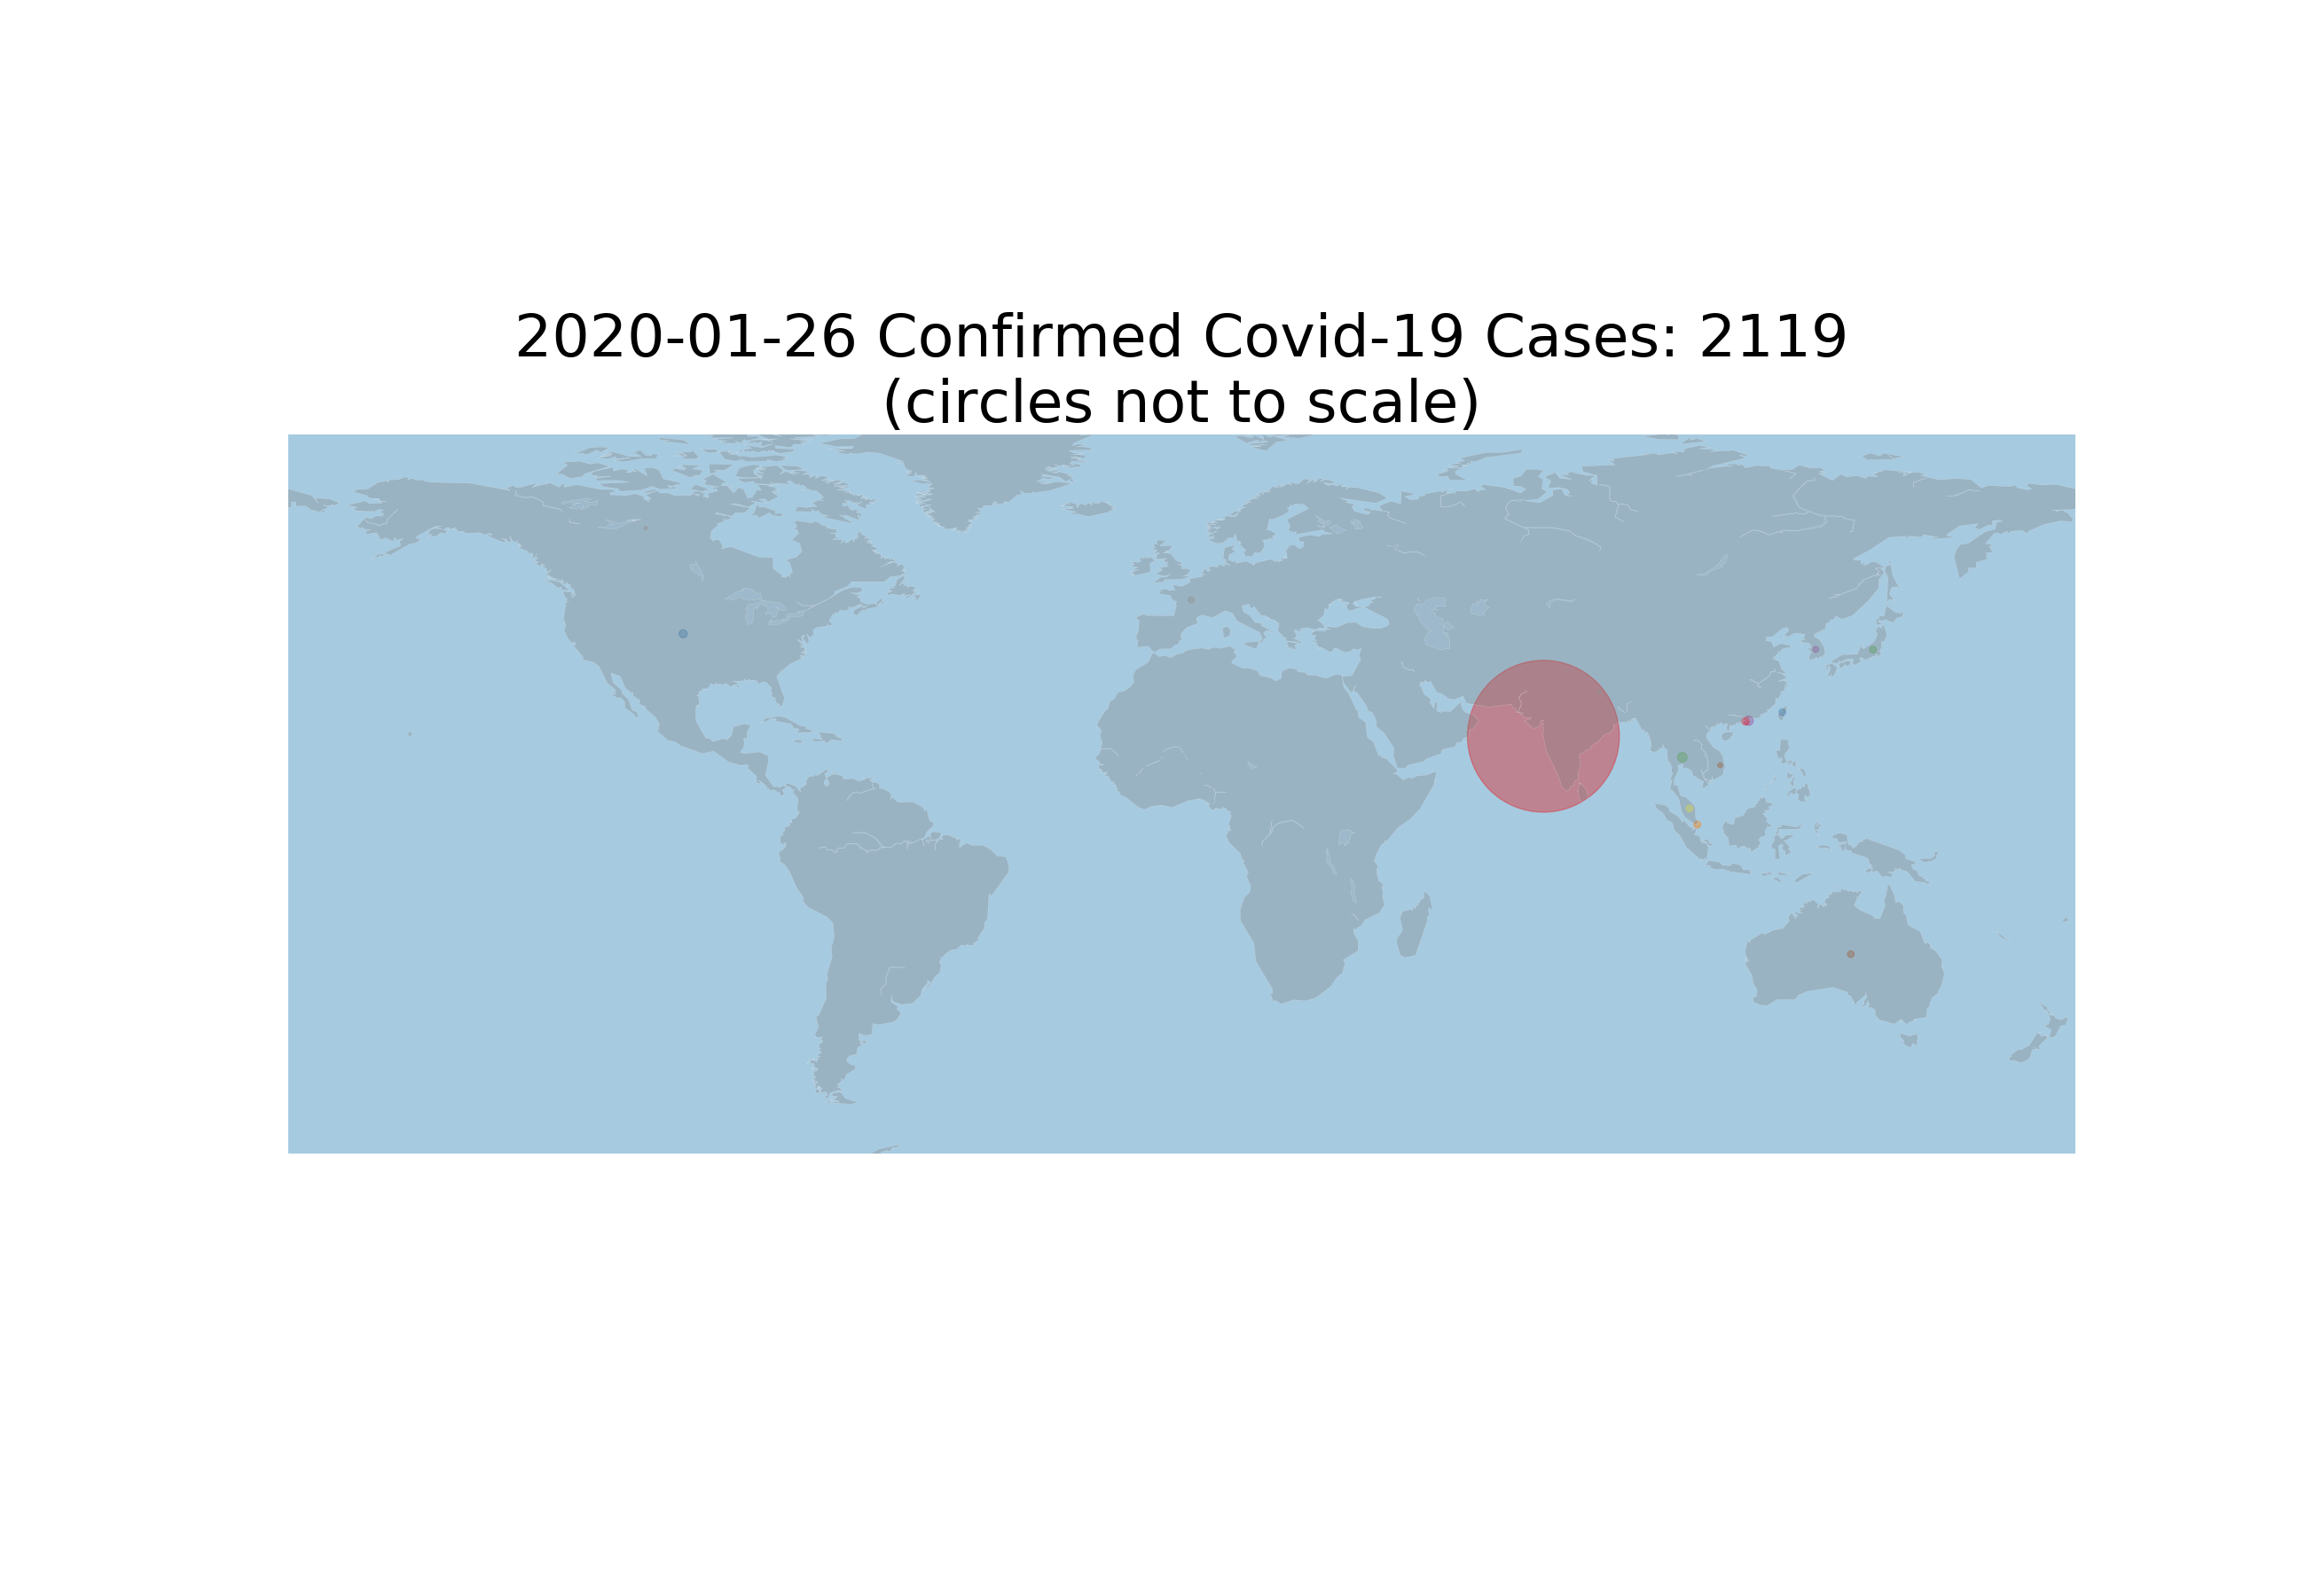 2020-01-26 Confirmed Covid-19 Cases: 2119
(circles not to scale)